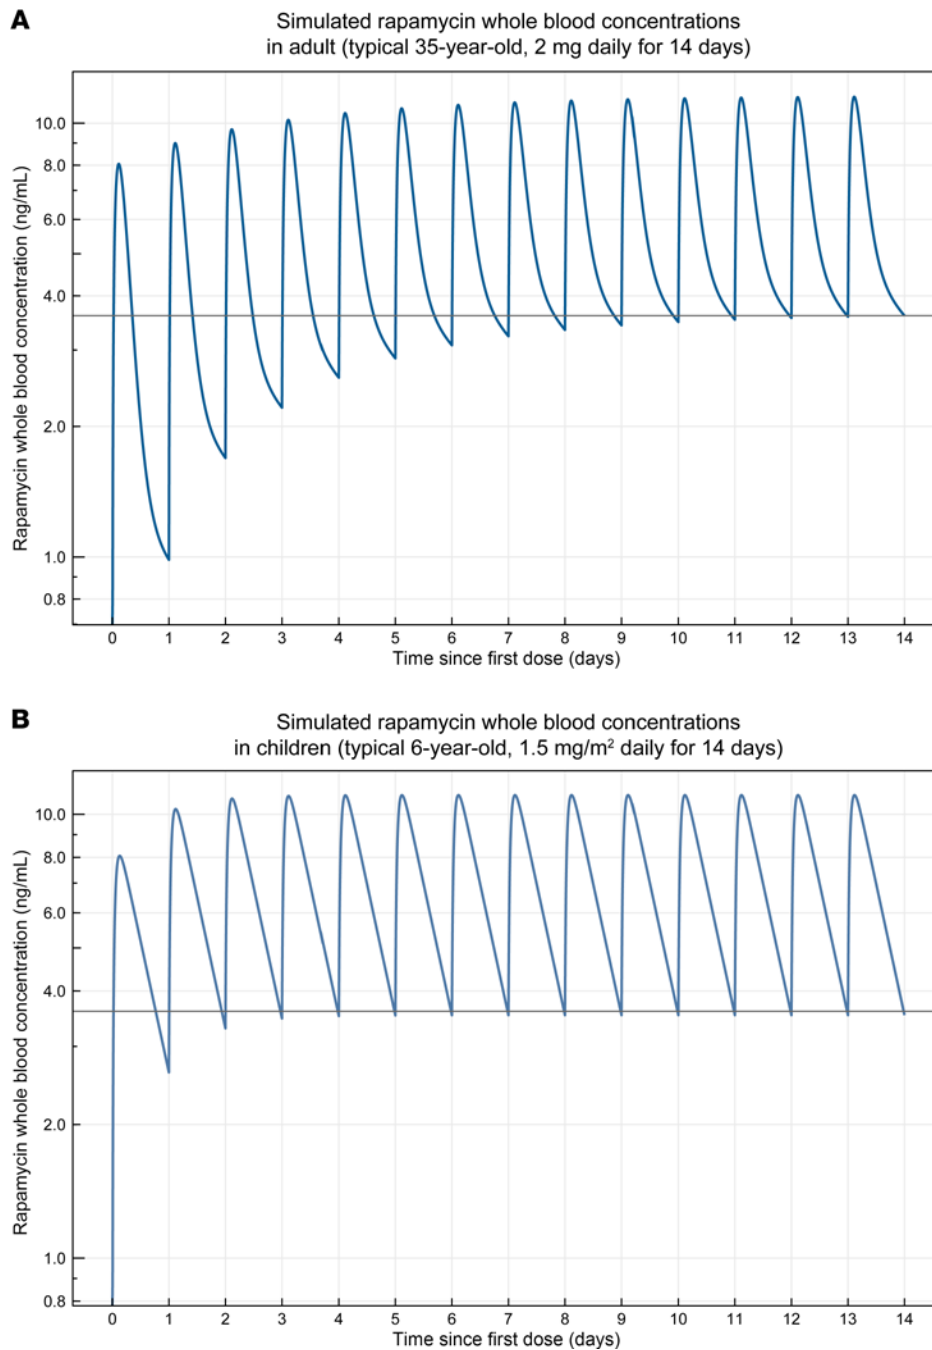 A
Simulated rapamycin whole blood concentrations
in adult (typical 35-year-old, 2 mg daily for 14 days)
Rapamycin whole blood concentration (ng/mL)
10.0
8.0
6.0
4.0
2.0
1.0
0.8
0 1 2 3 4 5 6 7 8 9 10 11 12 13 14
Time since first dose (days)
B
Simulated rapamycin whole blood concentrations
in children (typical 6-year-old, 1.5 mg/m² daily for 14 days)
Rapamycin whole blood concentration (ng/mL)
10.0
8.0
6.0
4.0
2.0
1.0
0.8
0 1 2 3 4 5 6 7 8 9 10 11 12 13 14
Time since first dose (days)